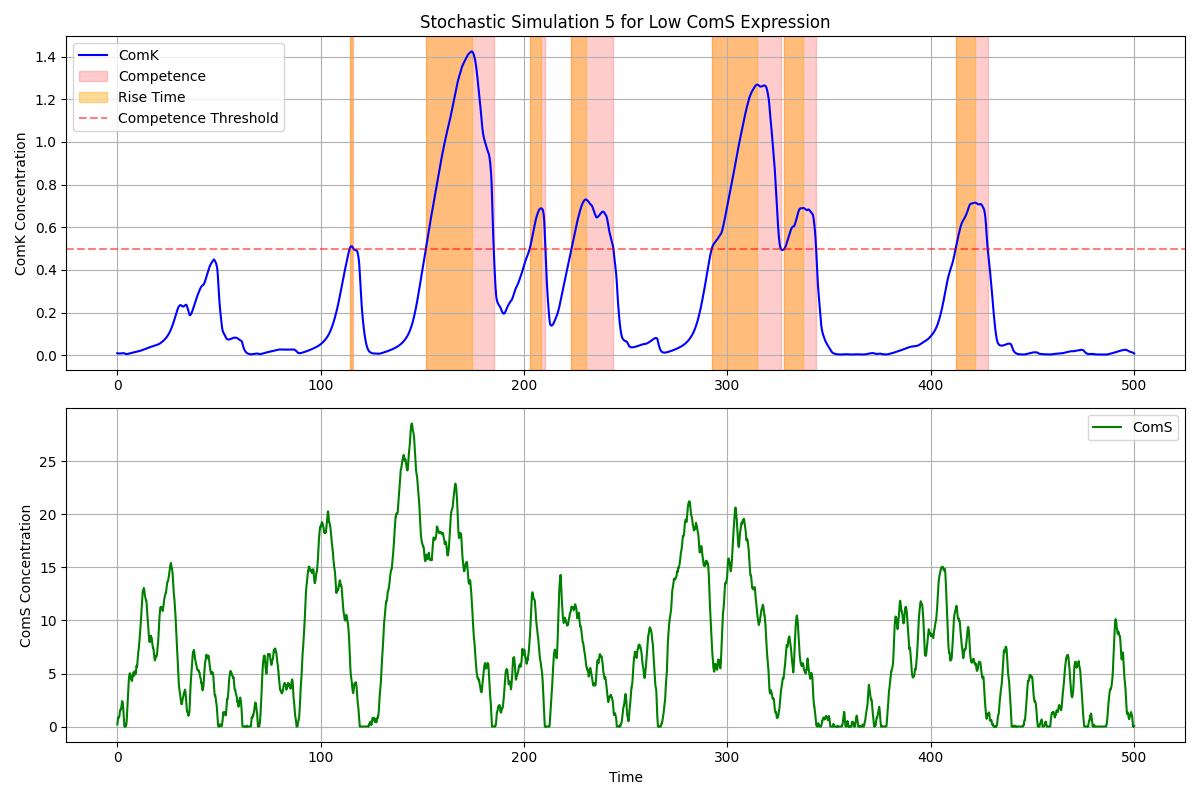 Stochastic Simulation 5 for Low ComS Expression
ComK Concentration
1.4
1.2
1.0
0.8
0.6
0.4
0.2
0.0
ComK
Competence
Rise Time
Competence Threshold
0 100 200 300 400 500
ComS Concentration
25
20
15
10
5
0
ComS
0 100 200 300 400 500
Time